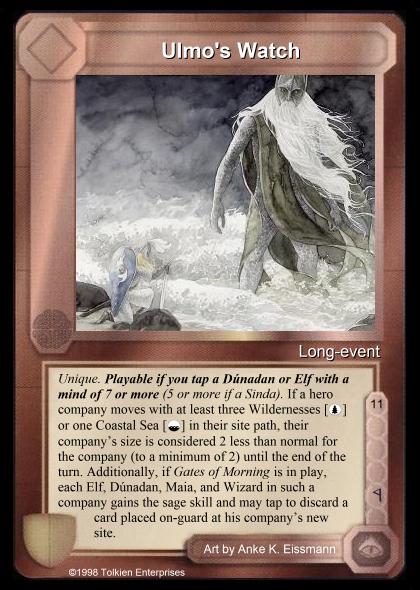 Ulmo's Watch
Long-event
Unique. Playable if you tap a Dúnadan or Elf with a
mind of 7 or more (5 or more if a Sinda). If a hero
company moves with at least three Wildernesses [ ]
or one Coastal Sea [ ] in their site path, their
company's size is considered 2 less than normal for
the company (to a minimum of 2) until the end of the
turn. Additionally, if Gates of Morning is in play,
each Elf, Dúnadan, Maia, and Wizard in such a
company gains the sage skill and may tap to discard a
card placed on-guard at his company's new
site.
11
Art by Anke K. Eissmann
©1998 Tolkien Enterprises